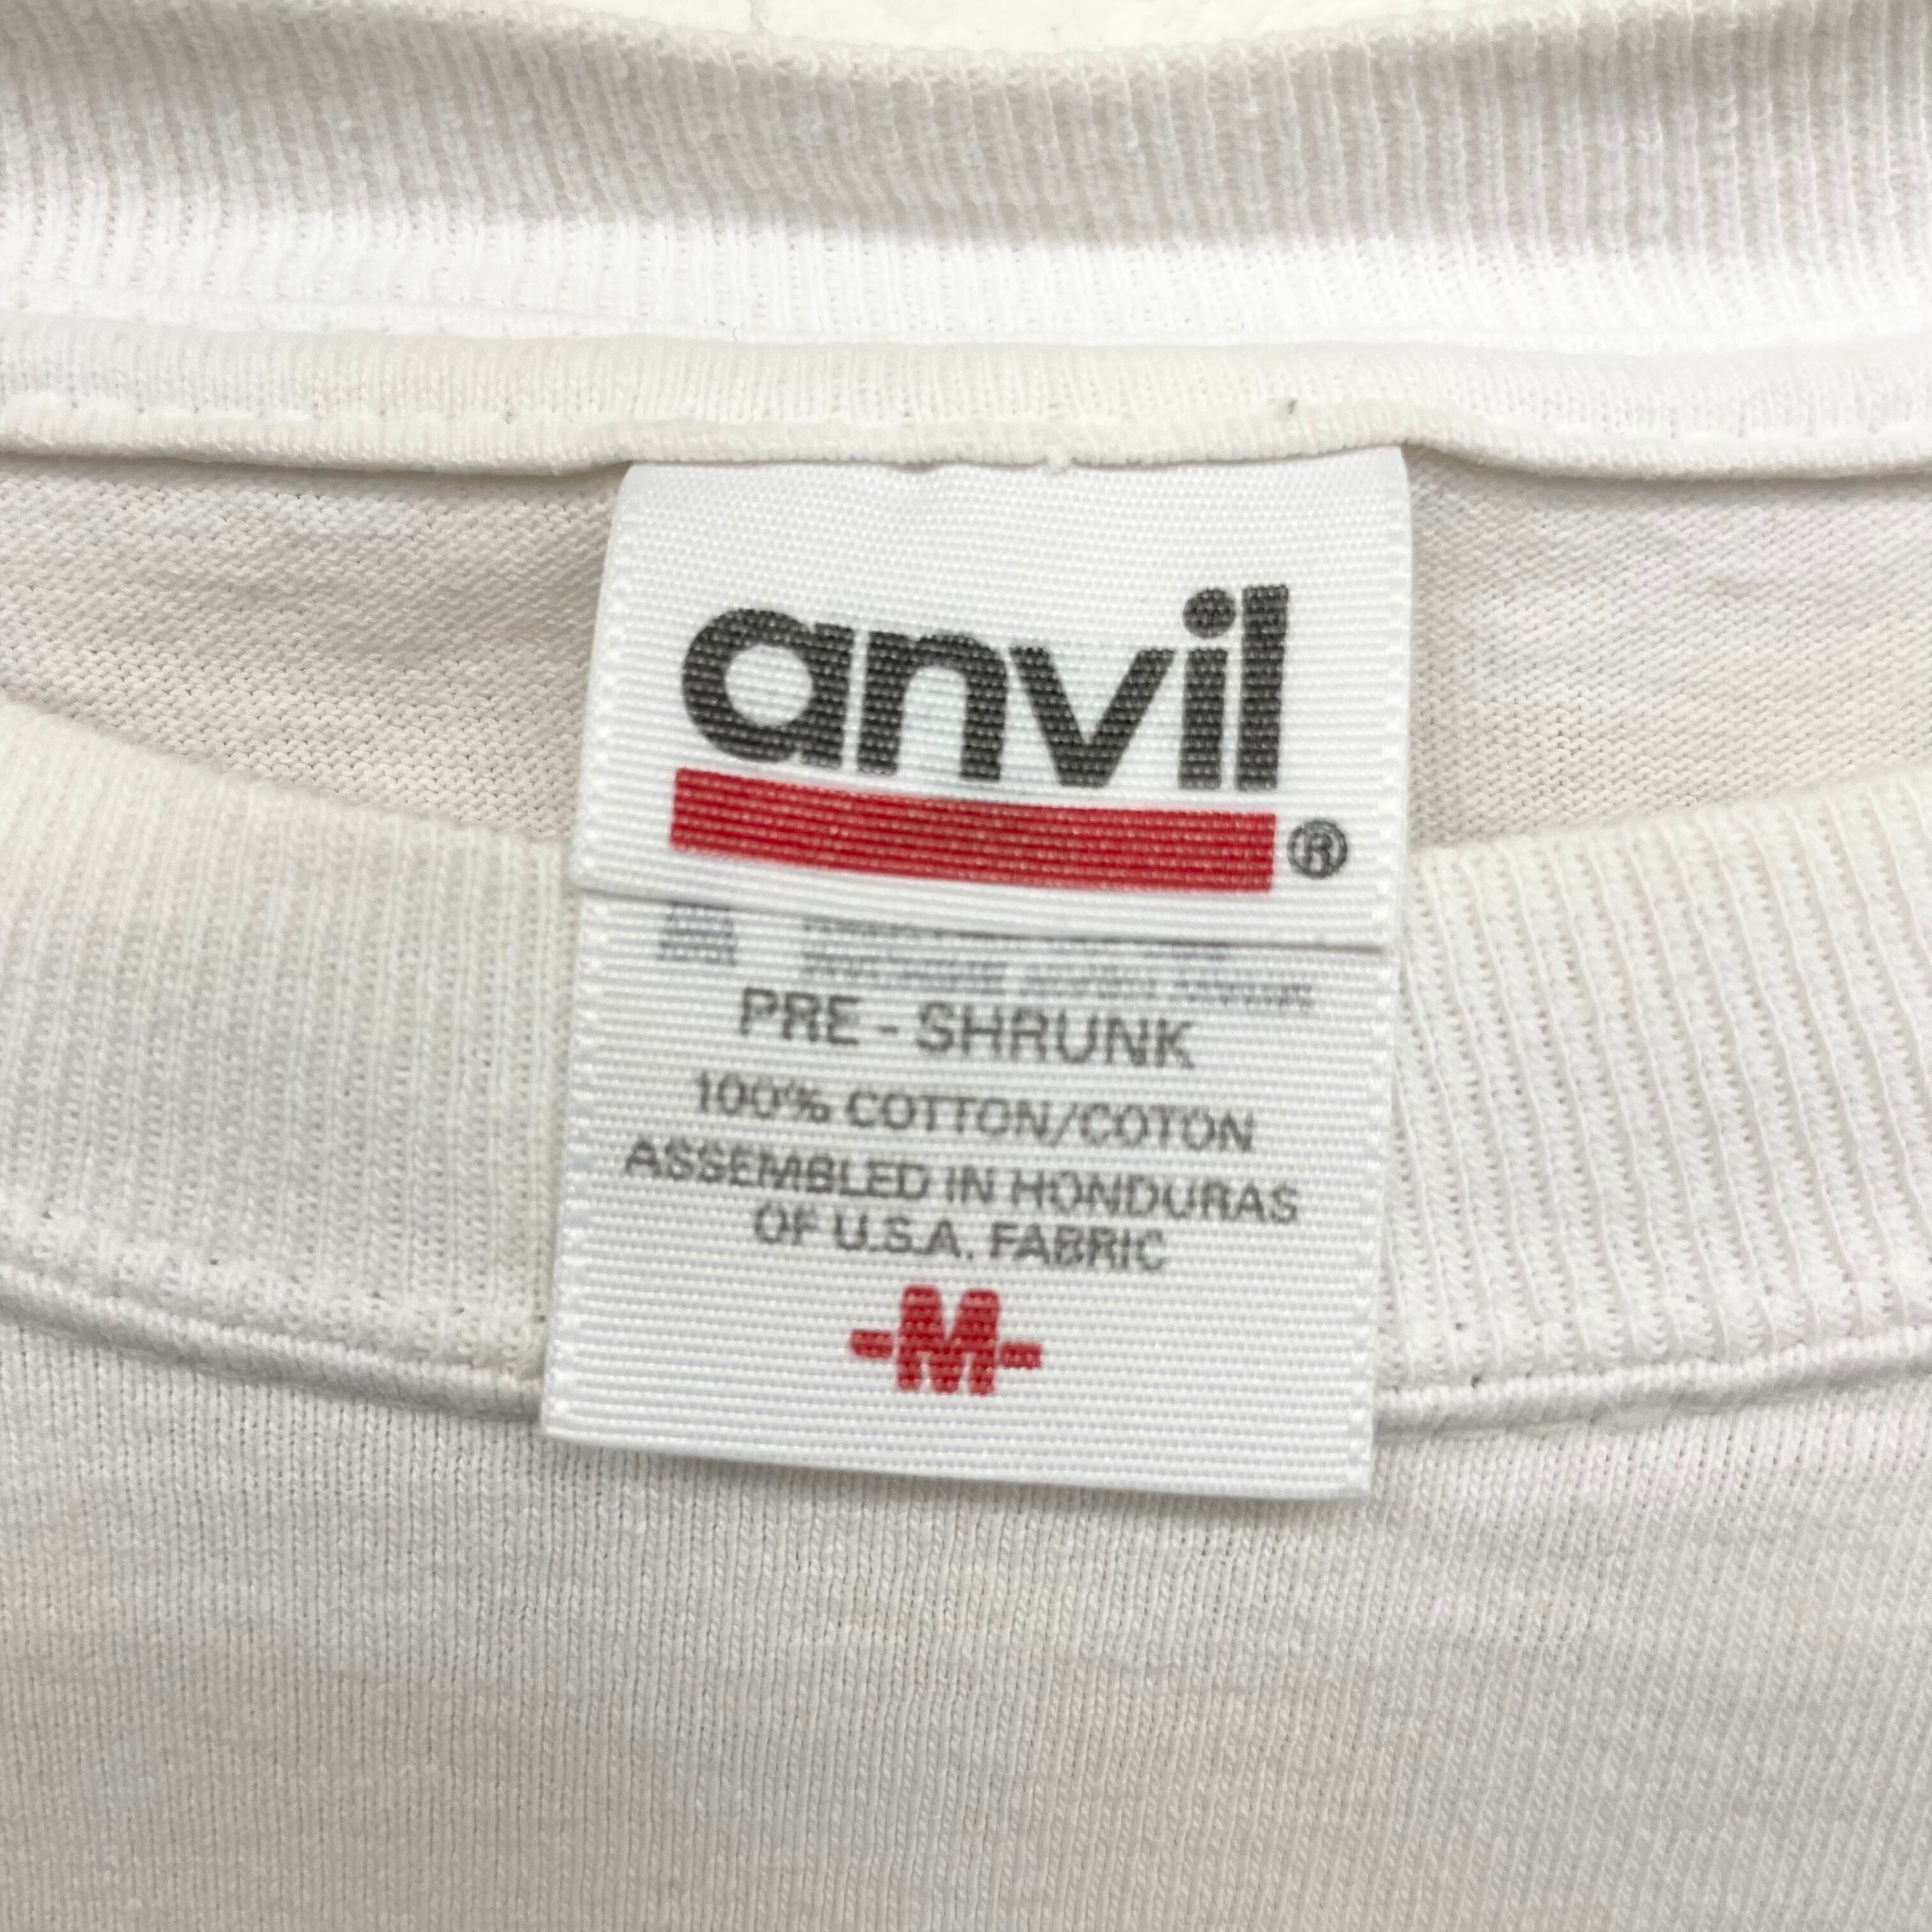 anvil®
PRE-SHRUNK
100% COTTON/COTON
ASSEMBLED IN HONDURAS
OF U.S.A. FABRIC
-M-